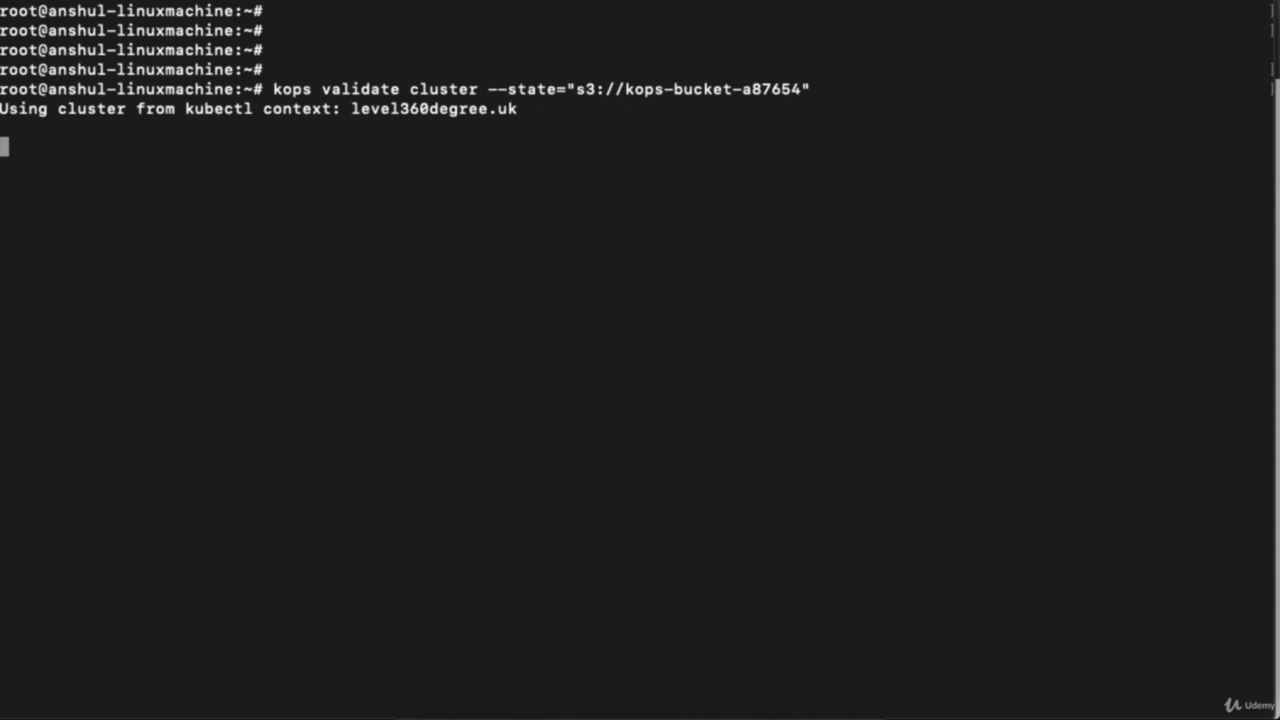 root@anshul-linuxmachine:~#
root@anshul-linuxmachine:~#
root@anshul-linuxmachine:~#
root@anshul-linuxmachine:~#
root@anshul-linuxmachine:~# kops validate cluster --state="s3://kops-bucket-a87654"
Using cluster from kubectl context: level360degree.uk
Udemy